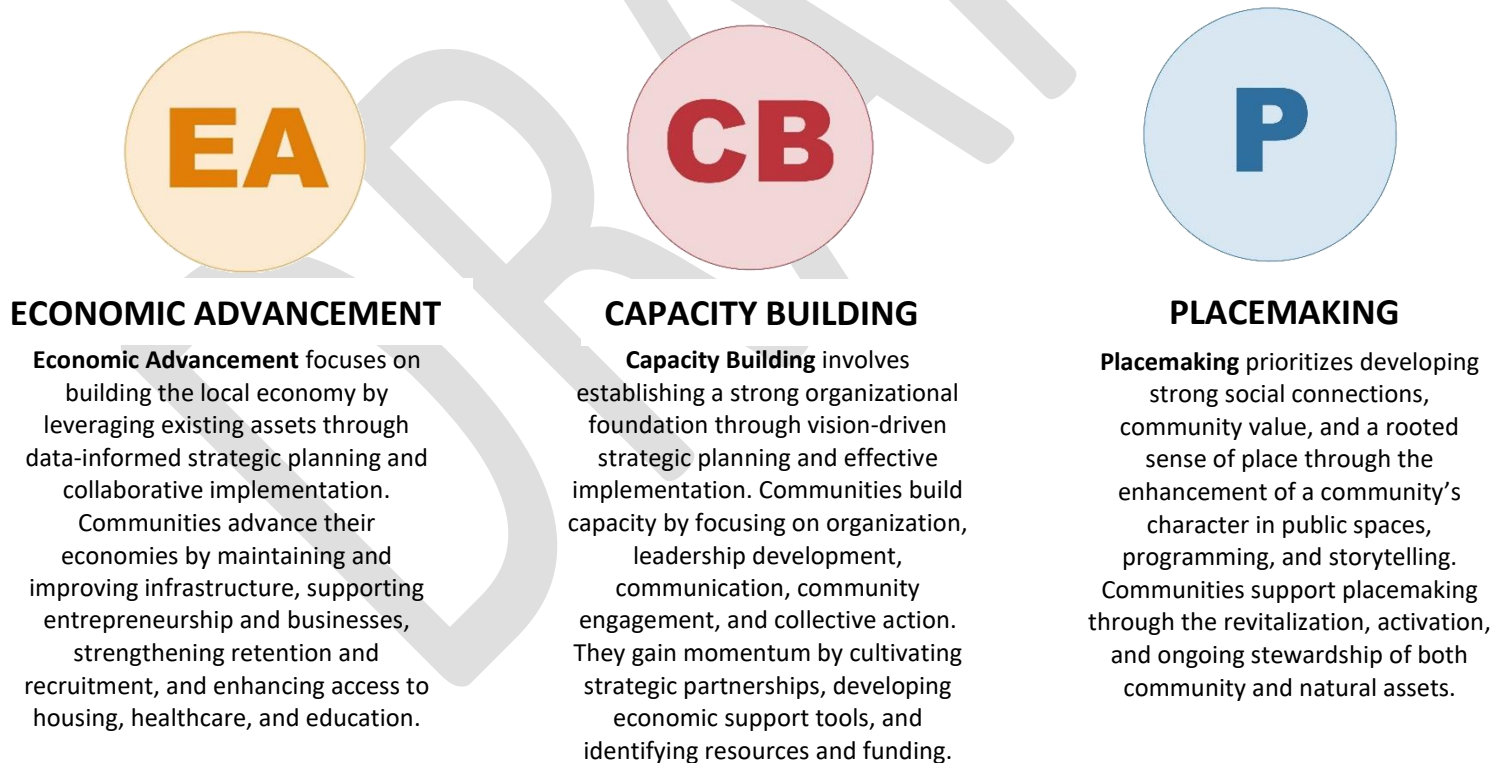 EA
ECONOMIC ADVANCEMENT
Economic Advancement focuses on
building the local economy by
leveraging existing assets through
data-informed strategic planning and
collaborative implementation.
Communities advance their
economies by maintaining and
improving infrastructure, supporting
entrepreneurship and businesses,
strengthening retention and
recruitment, and enhancing access to
housing, healthcare, and education.
CB
CAPACITY BUILDING
Capacity Building involves
establishing a strong organizational
foundation through vision-driven
strategic planning and effective
implementation. Communities build
capacity by focusing on organization,
leadership development,
communication, community
engagement, and collective action.
They gain momentum by cultivating
strategic partnerships, developing
economic support tools, and
identifying resources and funding.
P
PLACEMAKING
Placemaking prioritizes developing
strong social connections,
community value, and a rooted
sense of place through the
enhancement of a community’s
character in public spaces,
programming, and storytelling.
Communities support placemaking
through the revitalization, activation,
and ongoing stewardship of both
community and natural assets.